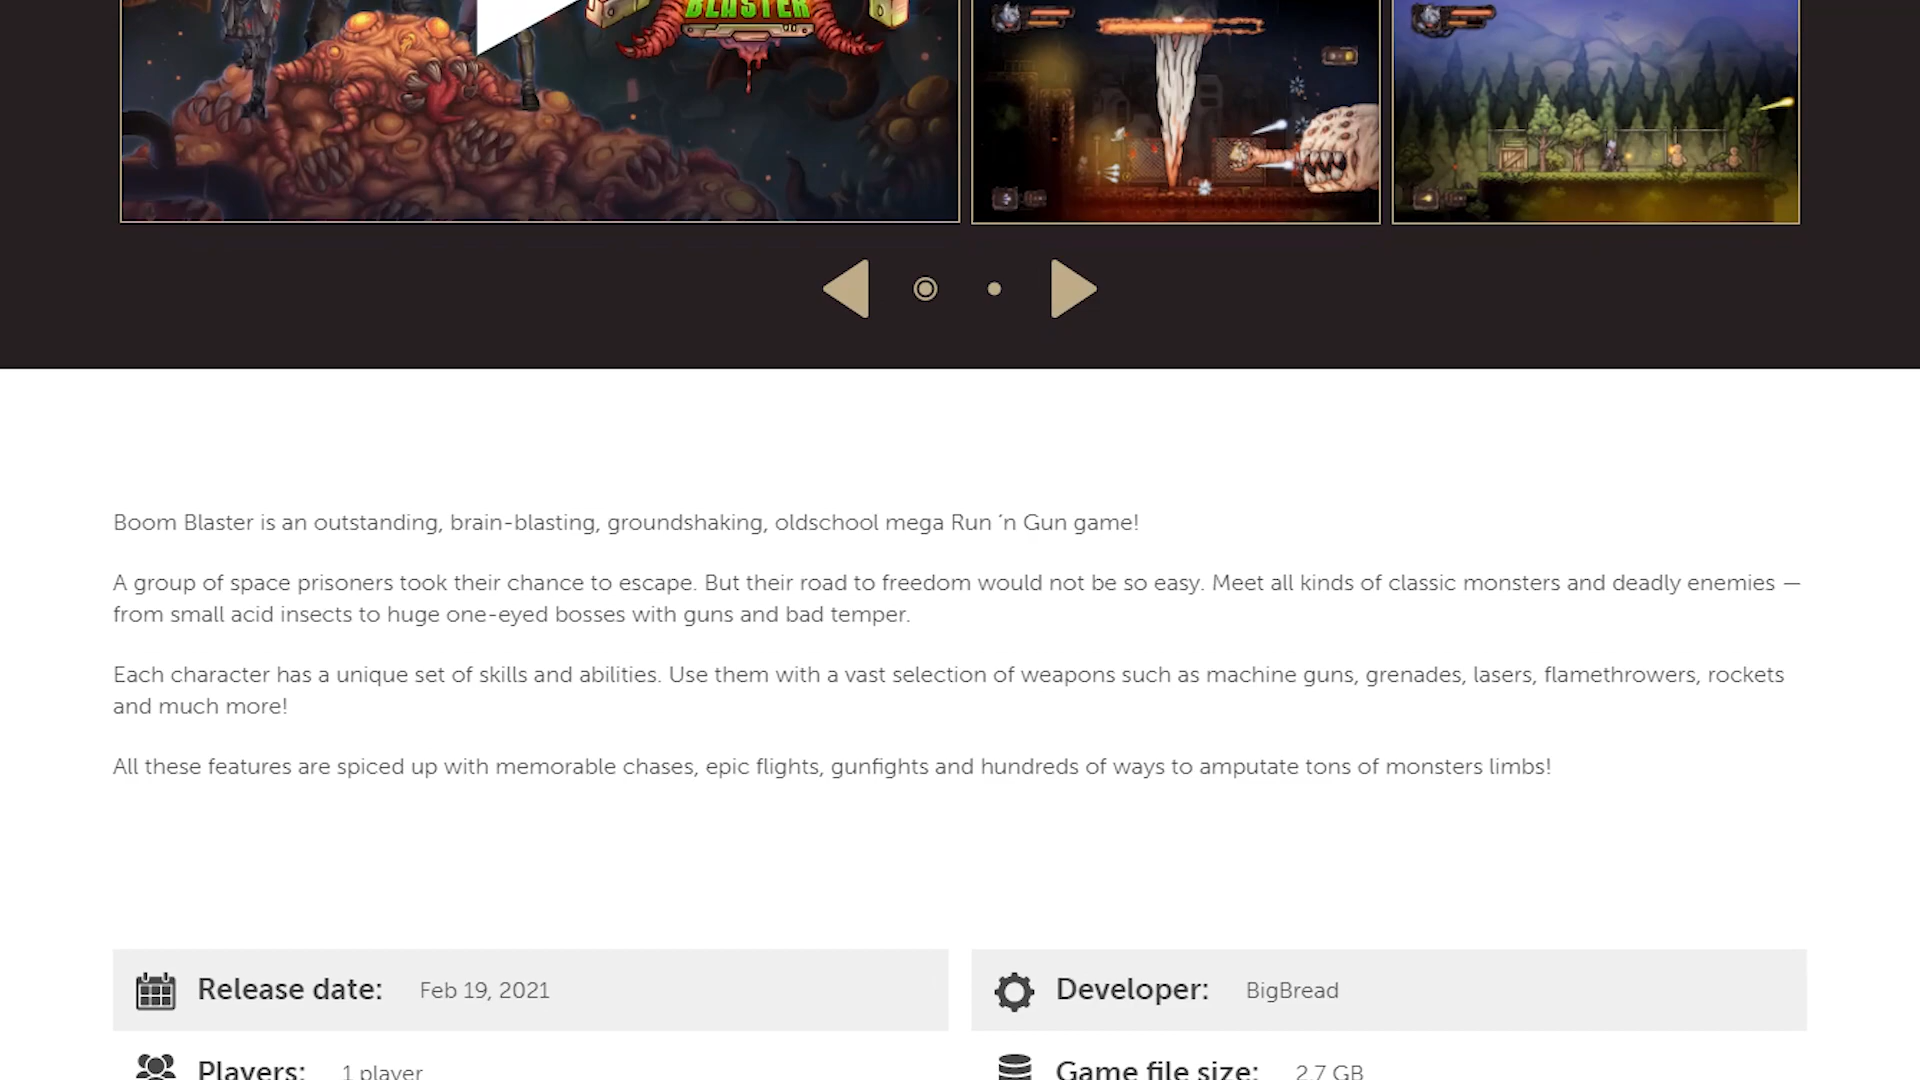 BLASTER
Boom Blaster is an outstanding, brain-blasting, groundshaking, oldschool mega Run ’n Gun game!
A group of space prisoners took their chance to escape. But their road to freedom would not be so easy. Meet all kinds of classic monsters and deadly enemies —
from small acid insects to huge one-eyed bosses with guns and bad temper.
Each character has a unique set of skills and abilities. Use them with a vast selection of weapons such as machine guns, grenades, lasers, flamethrowers, rockets
and much more!
All these features are spiced up with memorable chases, epic flights, gunfights and hundreds of ways to amputate tons of monsters limbs!
Release date: Feb 19, 2021
Developer: BigBread
Players: 1 player
Game file size: 2.7 GB